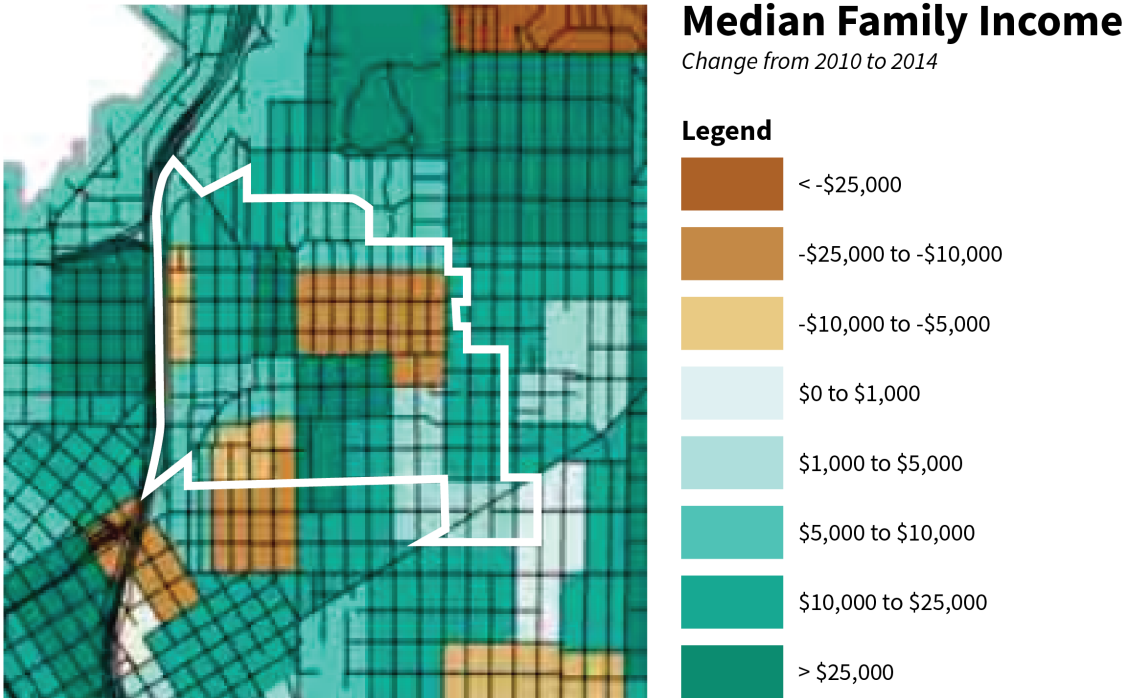 Median Family Income
Change from 2010 to 2014
Legend
< -$25,000
-$25,000 to -$10,000
-$10,000 to -$5,000
$0 to $1,000
$1,000 to $5,000
$5,000 to $10,000
$10,000 to $25,000
> $25,000